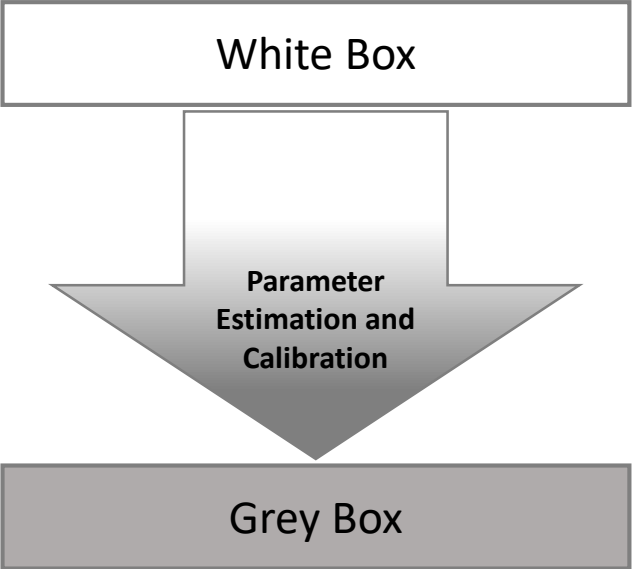 White Box
Parameter
Estimation and
Calibration
Grey Box